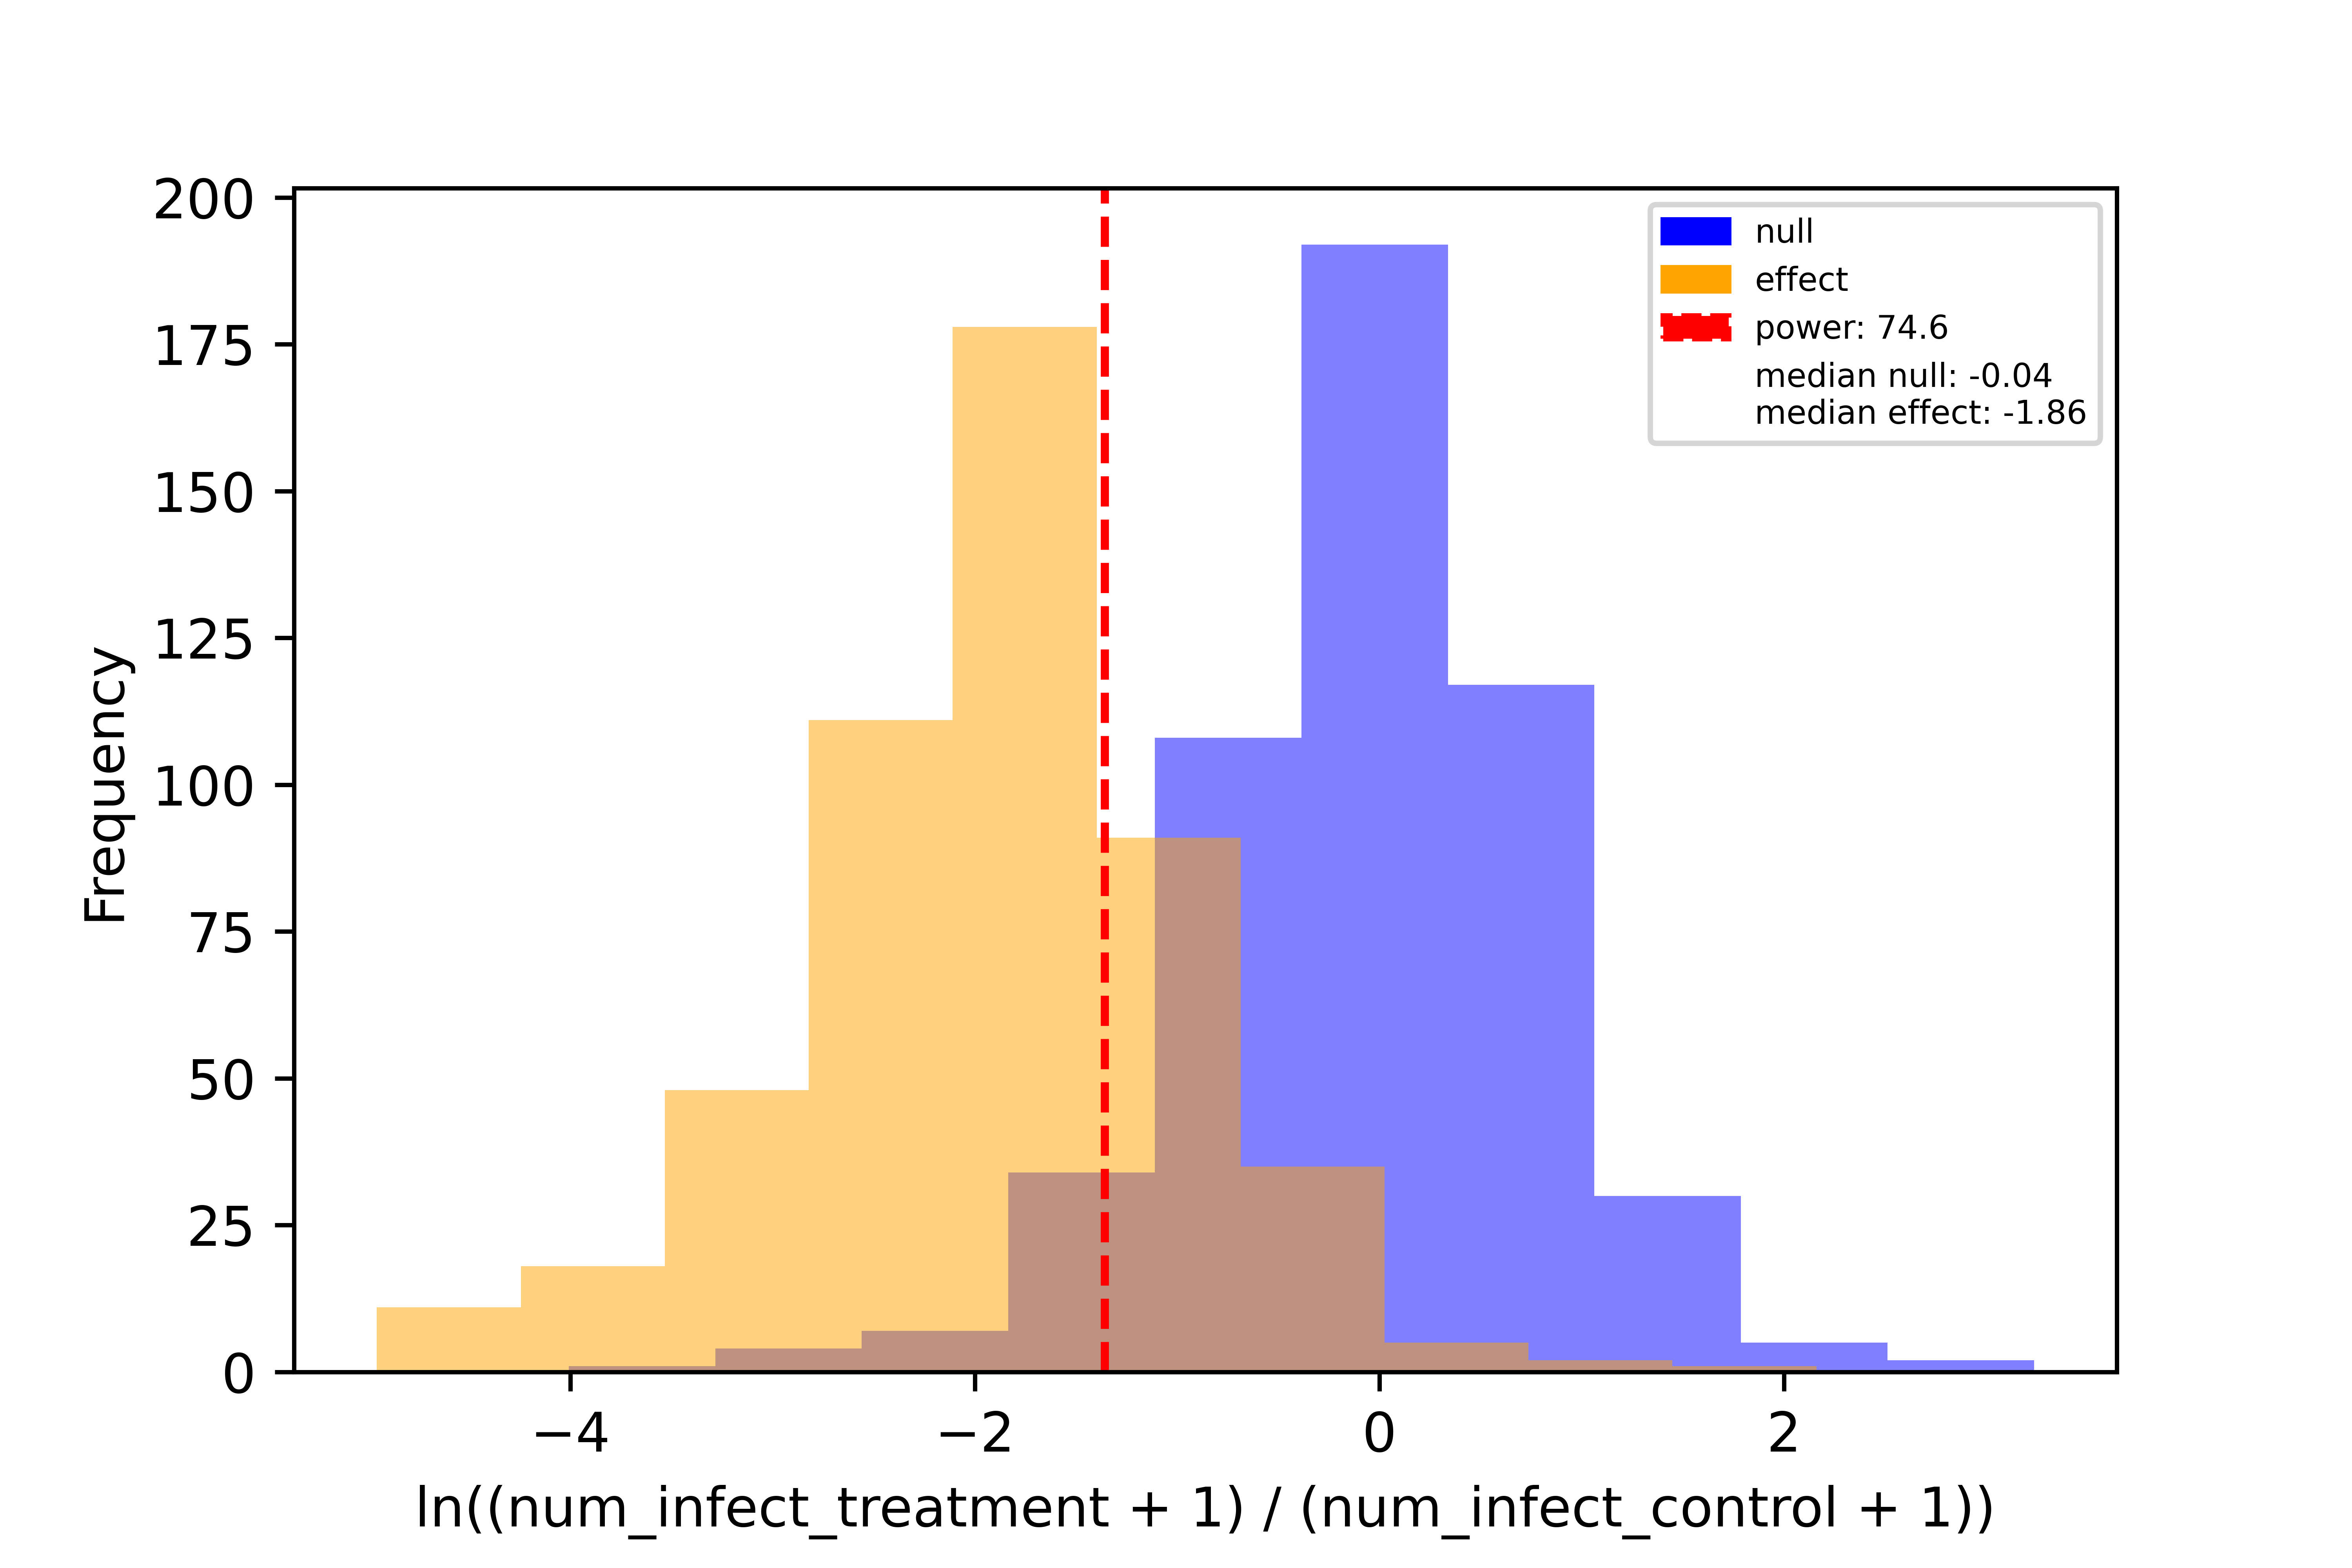 200
175
150
125
100
75
50
25
0
Frequency
null
effect
power: 74.6
median null: -0.04
median effect: -1.86
−4
−2
0
2
ln((num_infect_treatment + 1) / (num_infect_control + 1))